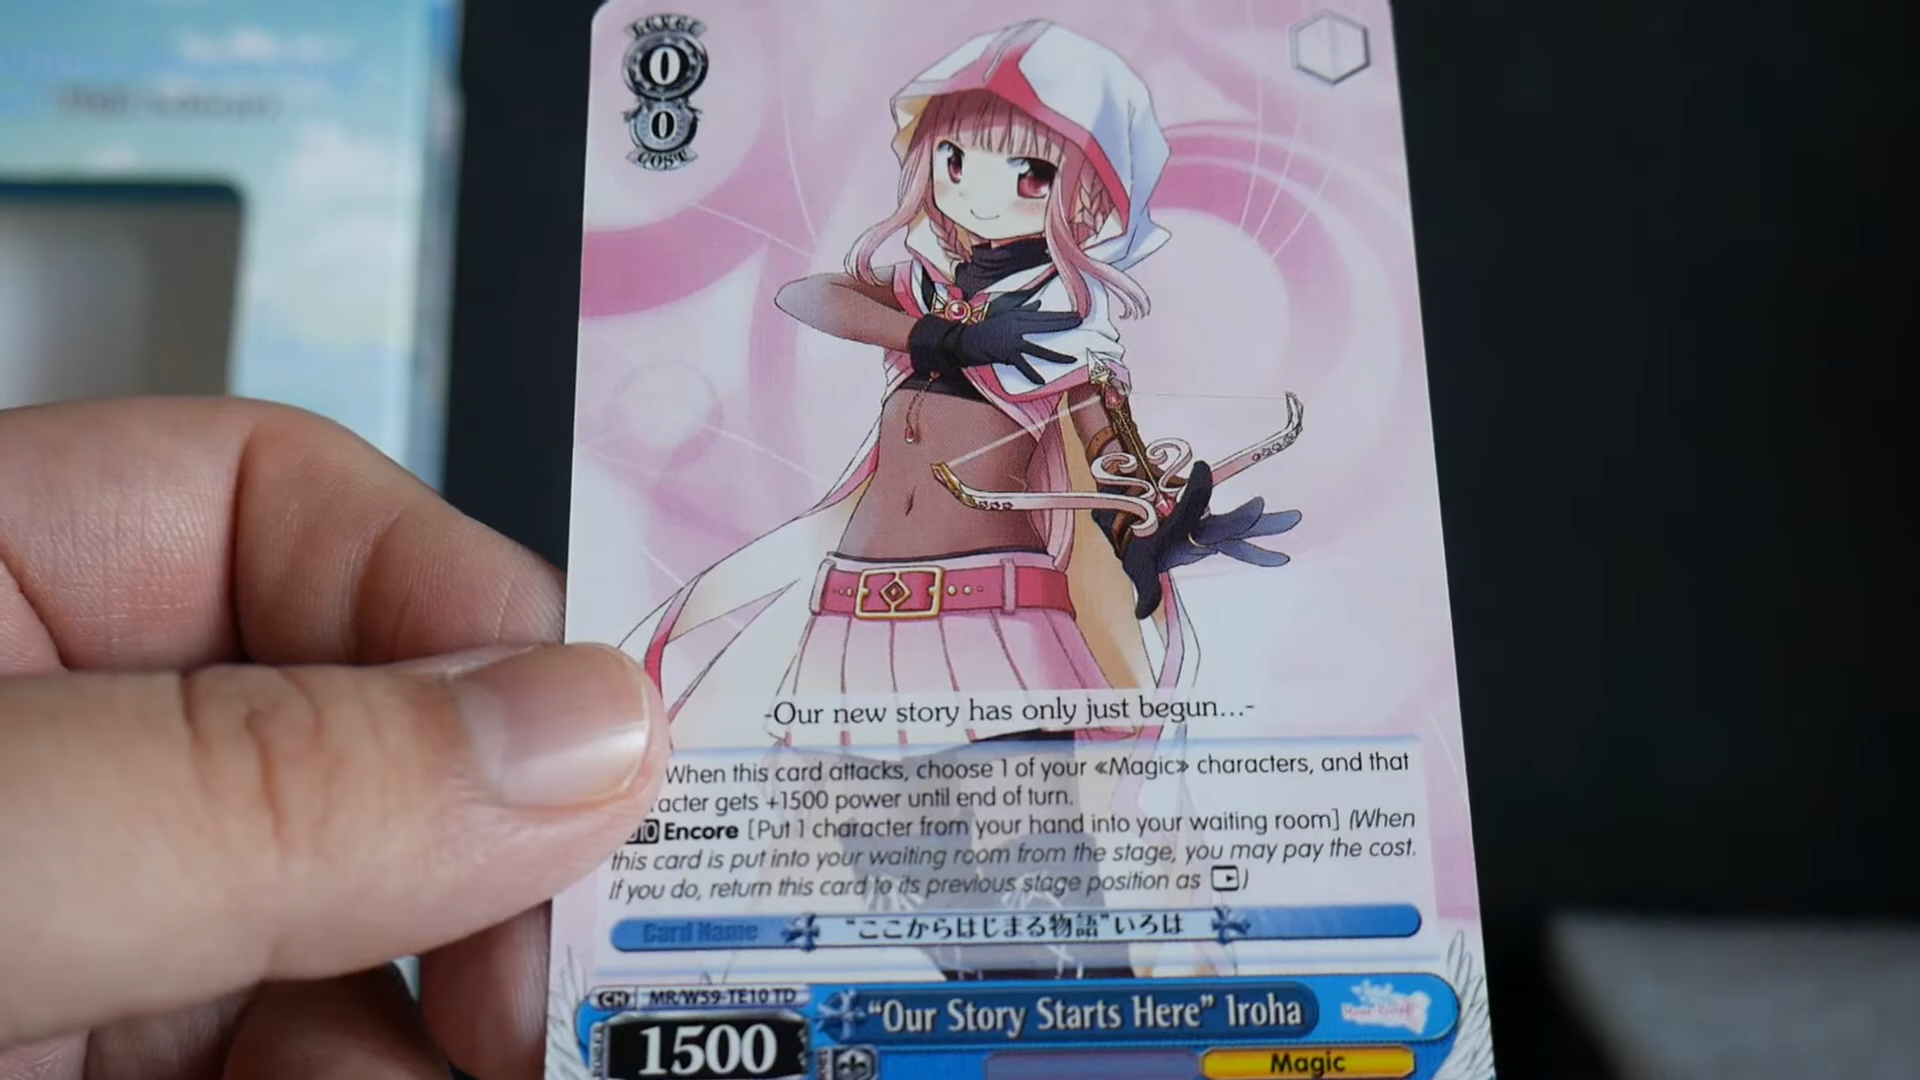 LEVEL
0
0
COST
-Our new story has only just begun...-
When this card attacks, choose 1 of your «Magic» characters, and that
acter gets +1500 power until end of turn.
Encore [Put 1 character from your hand into your waiting room] (When
this card is put into your waiting room from the stage, you may pay the cost.
If you do, return this card to its previous stage position as )
Card Name "ここからはじまる物語"いろは
CH MR/W59-TE10 TD
"Our Story Starts Here" Iroha
POWER 1500
SOUL
Magic